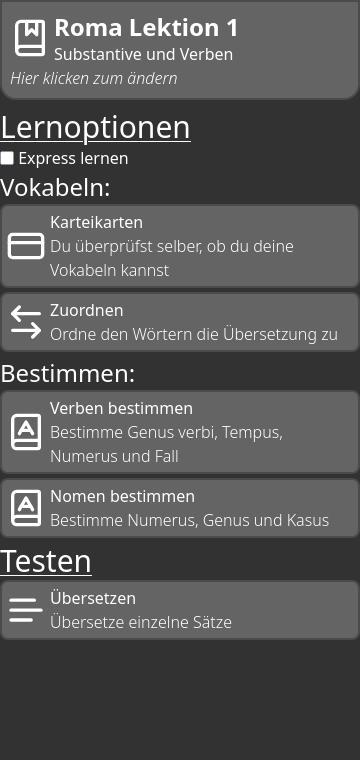 Roma Lektion 1
Substantive und Verben
Hier klicken zum ändern
Lernoptionen
Express lernen
Vokabeln:
Karteikarten
Du überprüfst selber, ob du deine
Vokabeln kannst
Zuordnen
Ordne den Wörtern die Übersetzung zu
Bestimmen:
Verben bestimmen
Bestimme Genus verbi, Tempus,
Numerus und Fall
Nomen bestimmen
Bestimme Numerus, Genus und Kasus
Testen
Übersetzen
Übersetze einzelne Sätze